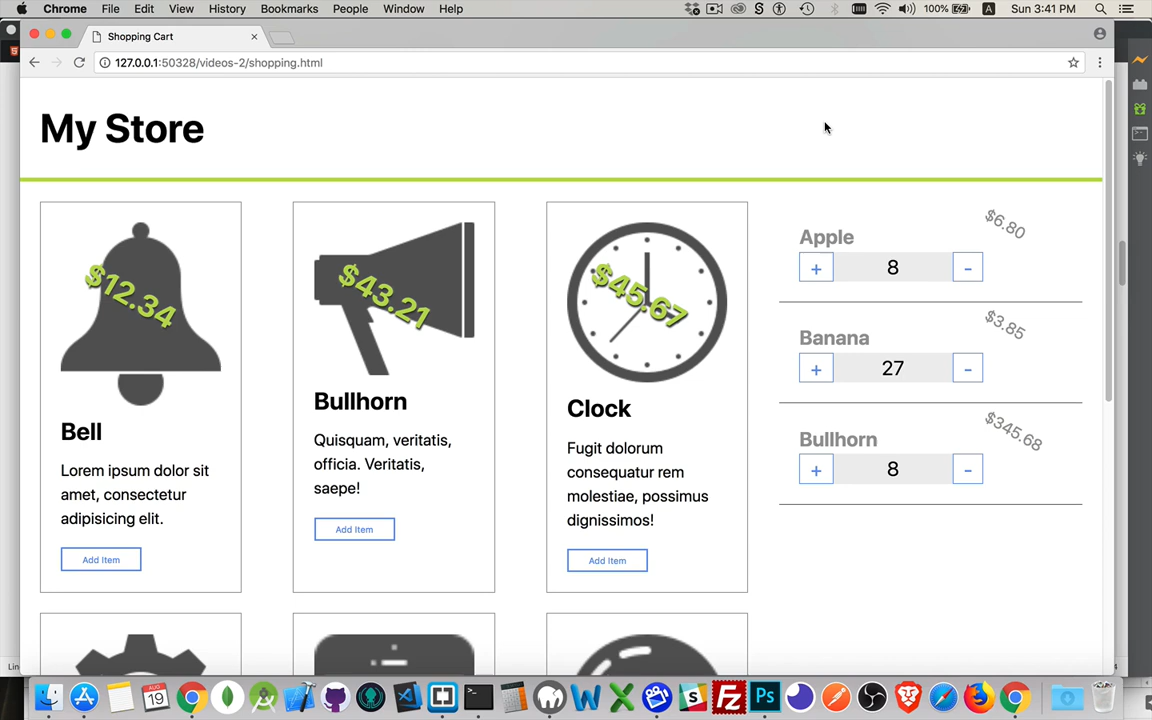 Chrome File Edit View History Bookmarks People Window Help 100% A Sun 3:41 PM
Shopping Cart
127.0.0.1:50328/videos-2/shopping.html
My Store
$12.34
Bell
Lorem ipsum dolor sit
amet, consectetur
adipisicing elit.
Add Item
$43.21
Bullhorn
Quisquam, veritatis,
officia. Veritatis,
saepe!
Add Item
$45.67
Clock
Fugit dolorum
consequatur rem
molestiae, possimus
dignissimos!
Add Item
$6.80
Apple
+ 8 -
$3.85
Banana
+ 27 -
$345.68
Bullhorn
+ 8 -
Lin
AUG
19